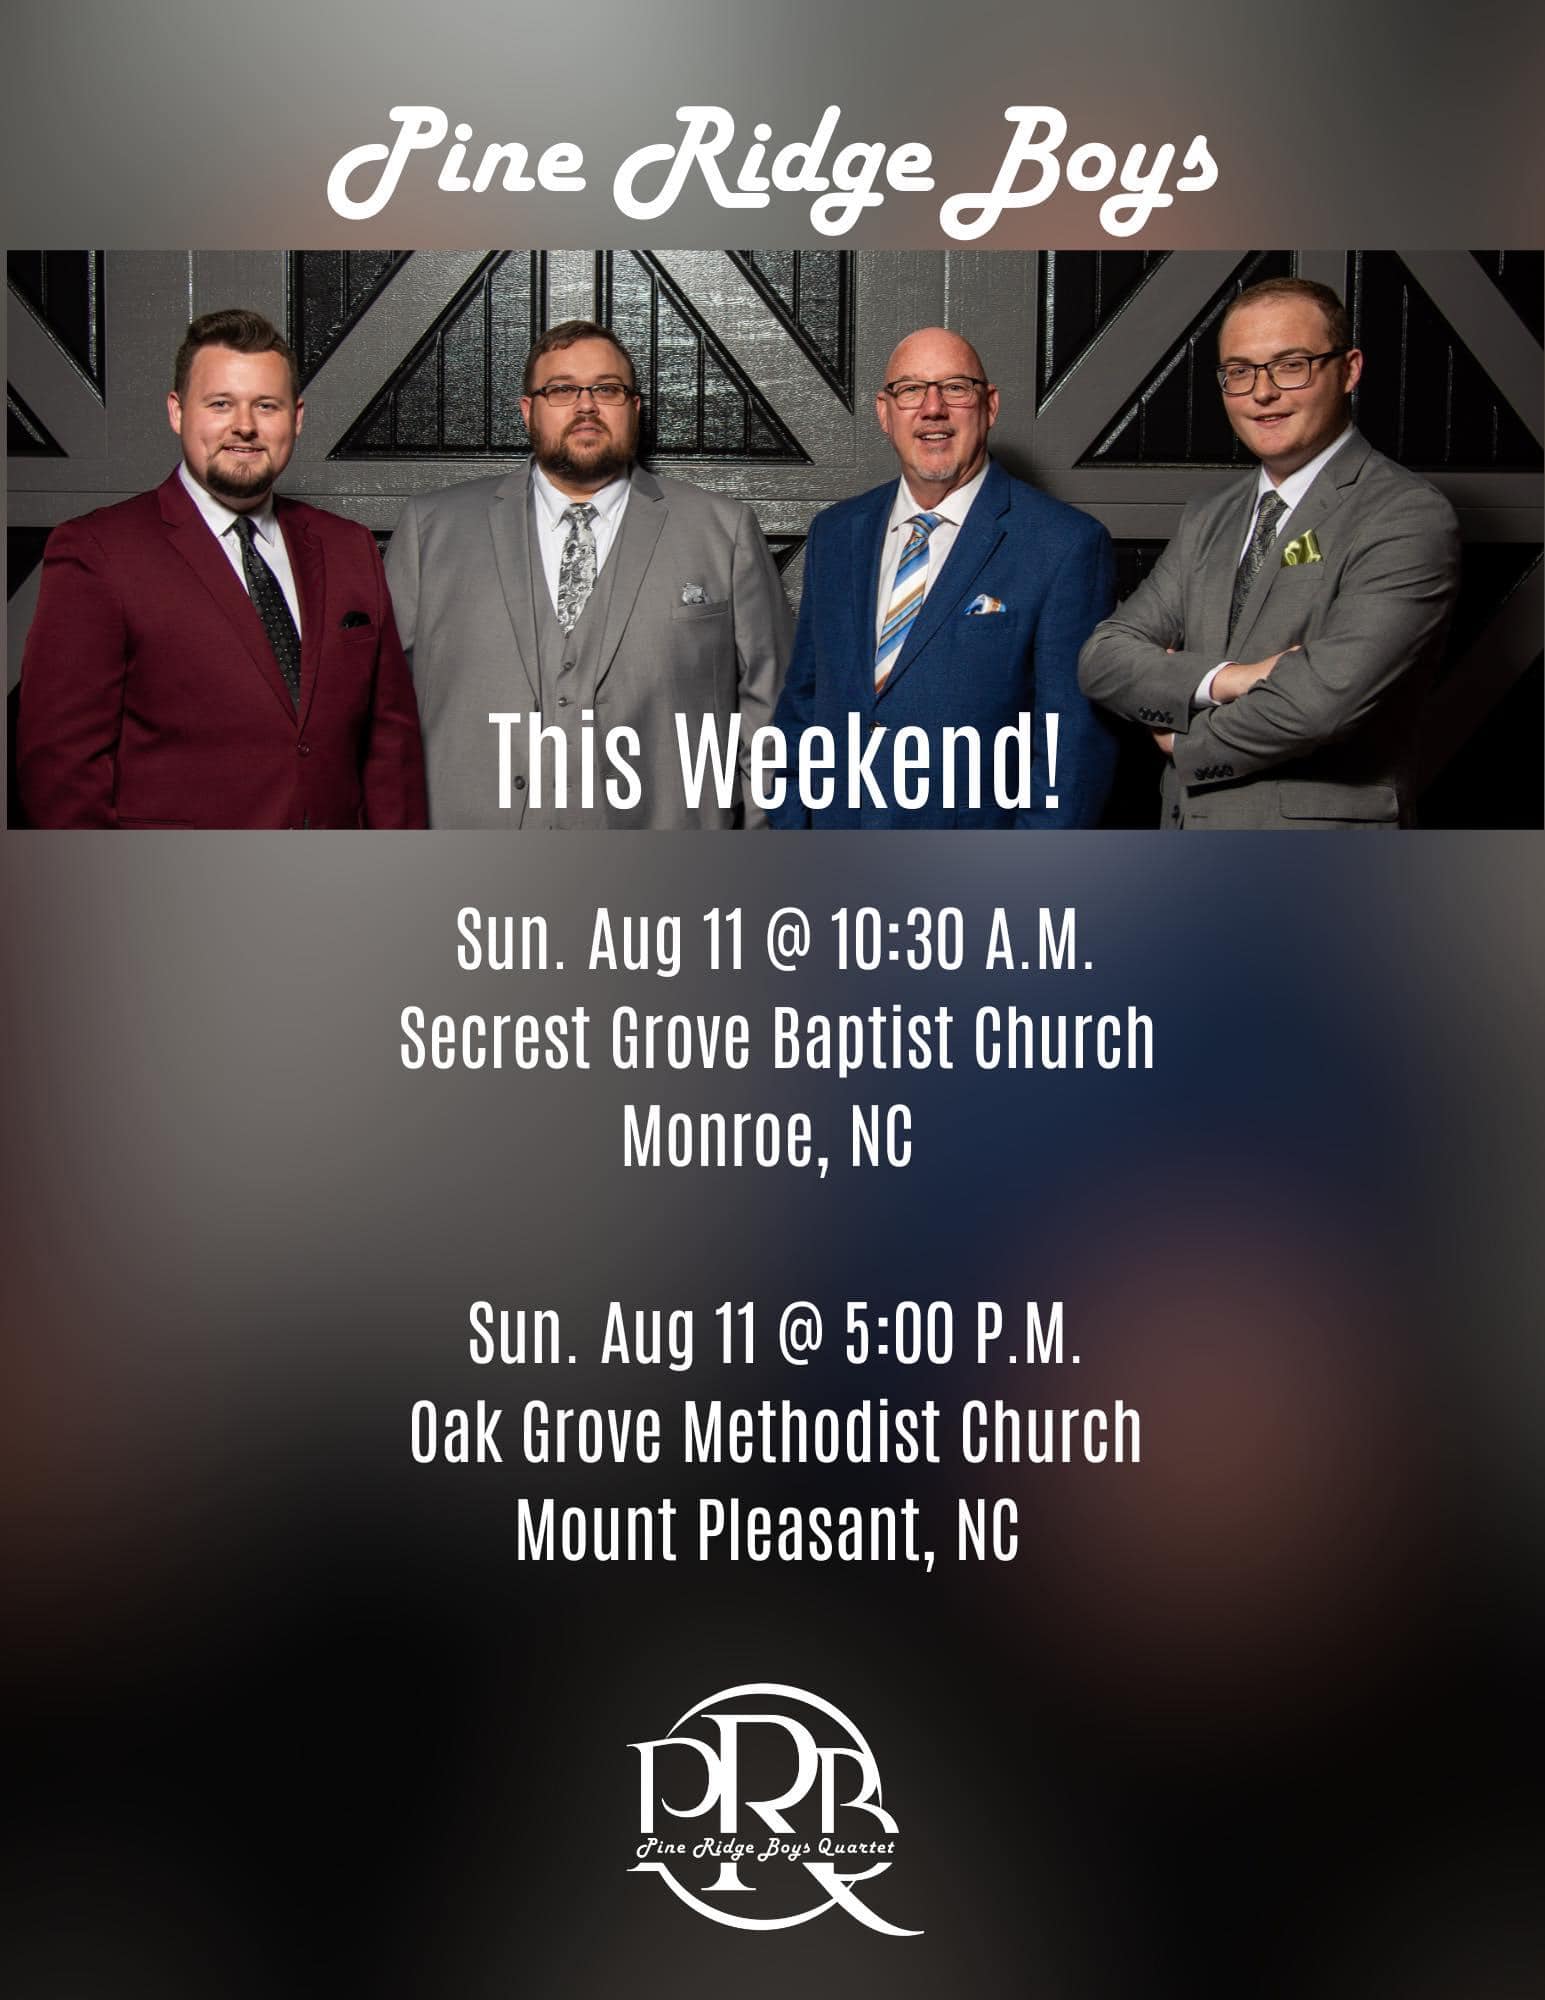 Pine Ridge Boys
This Weekend!
Sun. Aug 11 @ 10:30 A.M.
Secrest Grove Baptist Church
Monroe, NC
Sun. Aug 11 @ 5:00 P.M.
Oak Grove Methodist Church
Mount Pleasant, NC
PRB
Pine Ridge Boys Quartet